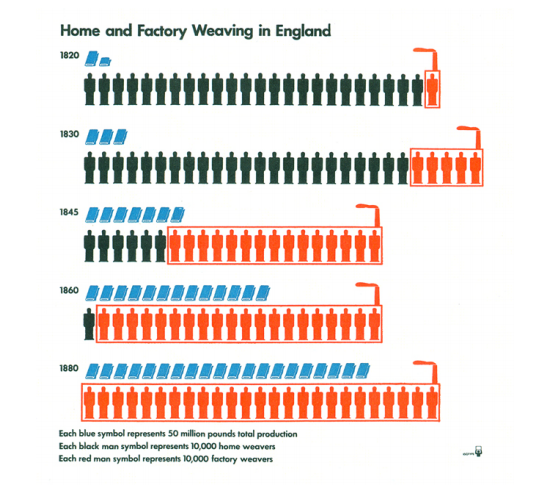 Home and Factory Weaving in England
1820
1830
1845
1860
1880
Each blue symbol represents 50 million pounds total production
Each black man symbol represents 10,000 home weavers
Each red man symbol represents 10,000 factory weavers